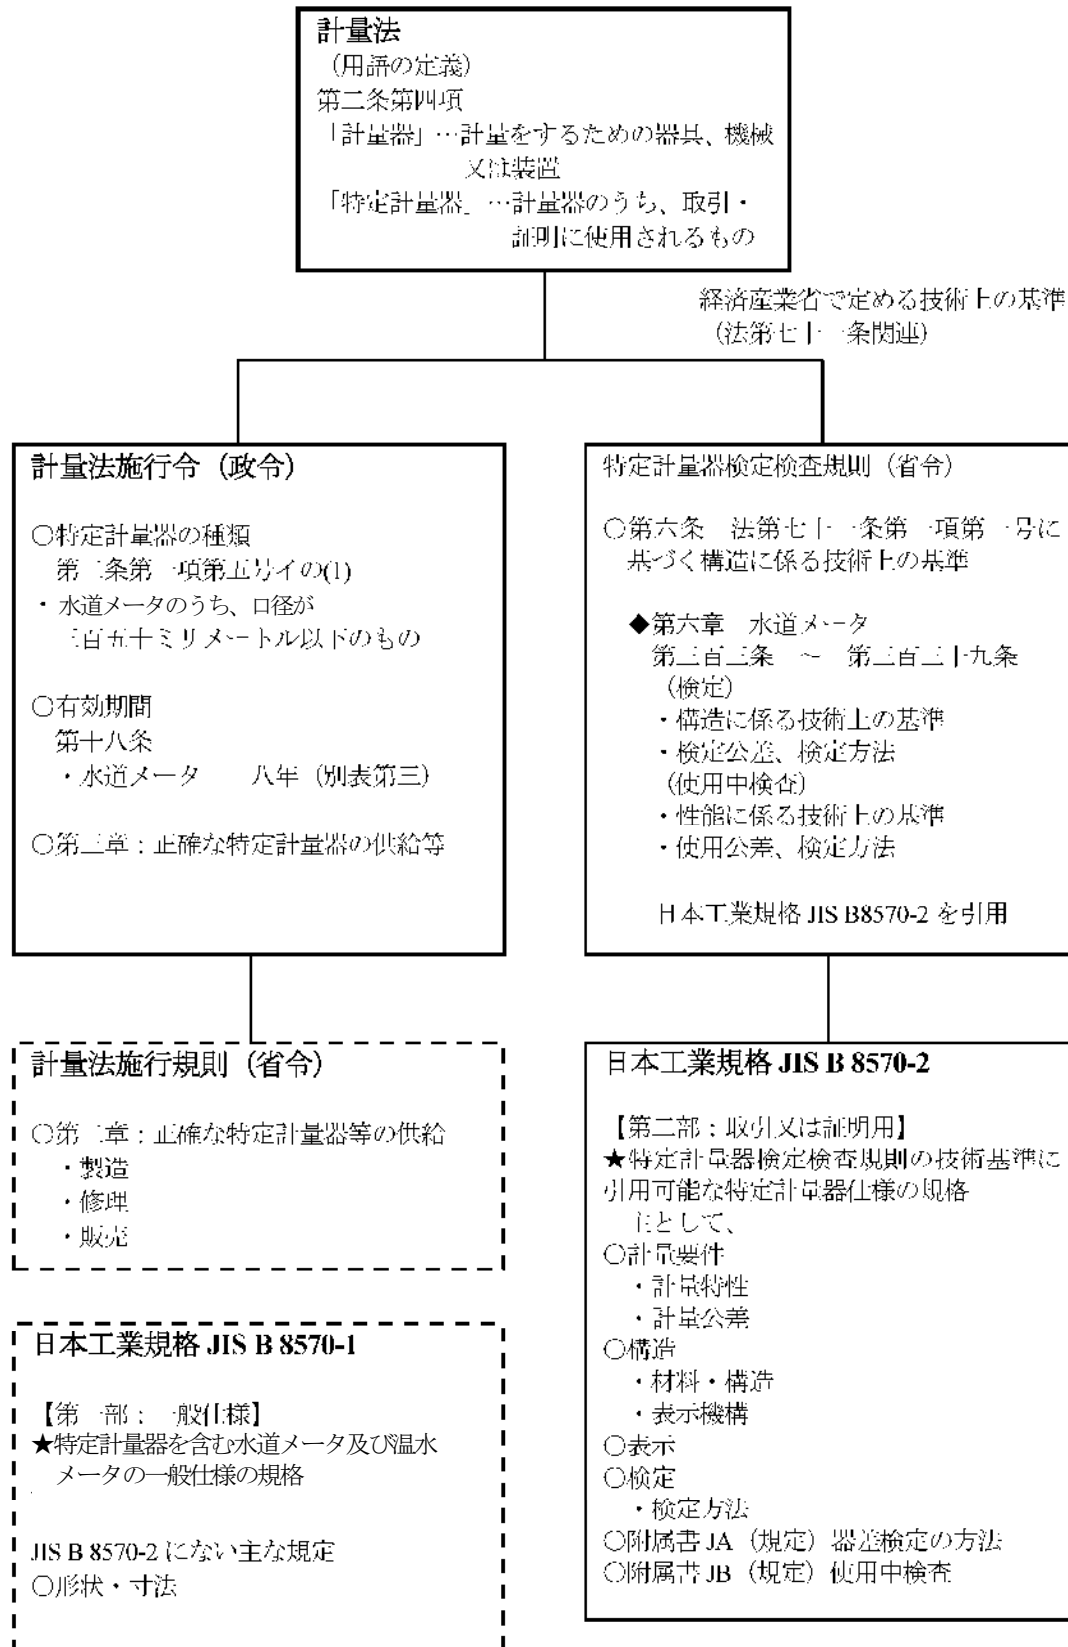 計量法
（用語の定義）
第二条第四項
「計量器」…計量をするための器具、機械
又は装置
「特定計量器」…計量器のうち、取引・
証明に使用されるもの
経済産業省で定める技術上の基準
（法第七十一条関連）
計量法施行令（政令）
○特定計量器の種類
第二条第一項第五号イの(1)
・水道メータのうち、口径が
三百五十ミリメートル以下のもの
○有効期間
第十八条
・水道メータ　八年（別表第三）
○第三章：正確な特定計量器の供給等
特定計量器検定検査規則（省令）
○第六条　法第七十一条第一項第一号に
基づく構造に係る技術上の基準
◆第六章　水道メータ
第三百三条　～　第三百三十九条
（検定）
・構造に係る技術上の基準
・検定公差、検定方法
（使用中検査）
・性能に係る技術上の基準
・使用公差、検定方法
日本工業規格 JIS B8570-2 を引用
計量法施行規則（省令）
○第二章：正確な特定計量器等の供給
・製造
・修理
・販売
日本工業規格 JIS B 8570-1
【第一部：一般仕様】
★特定計量器を含む水道メータ及び温水
メータの一般仕様の規格
JIS B 8570-2 にない主な規定
○形状・寸法
日本工業規格 JIS B 8570-2
【第二部：取引又は証明用】
★特定計量器検定検査規則の技術基準に
引用可能な特定計量器仕様の規格
主として、
○計量要件
・計量特性
・計量公差
○構造
・材料・構造
・表示機構
○表示
○検定
・検定方法
○附属書 JA（規定）器差検定の方法
○附属書 JB（規定）使用中検査